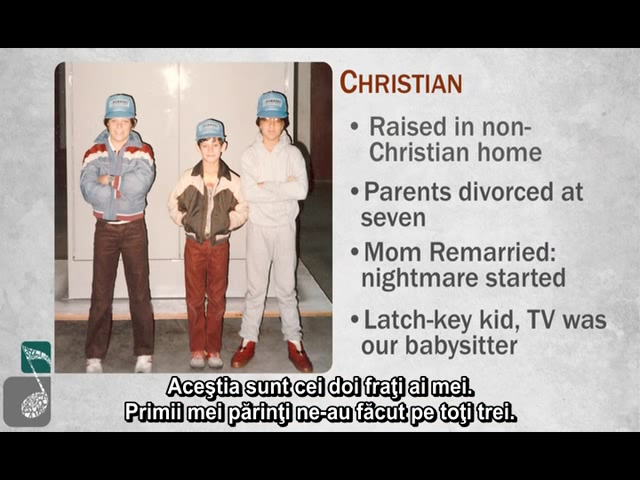 CHRISTIAN
• Raised in non-
Christian home
• Parents divorced at
seven
• Mom Remarried:
nightmare started
• Latch-key kid, TV was
our babysitter
Aceştia sunt cei doi fraţi ai mei.
Primii mei părinţi ne-au făcut pe toţi trei.